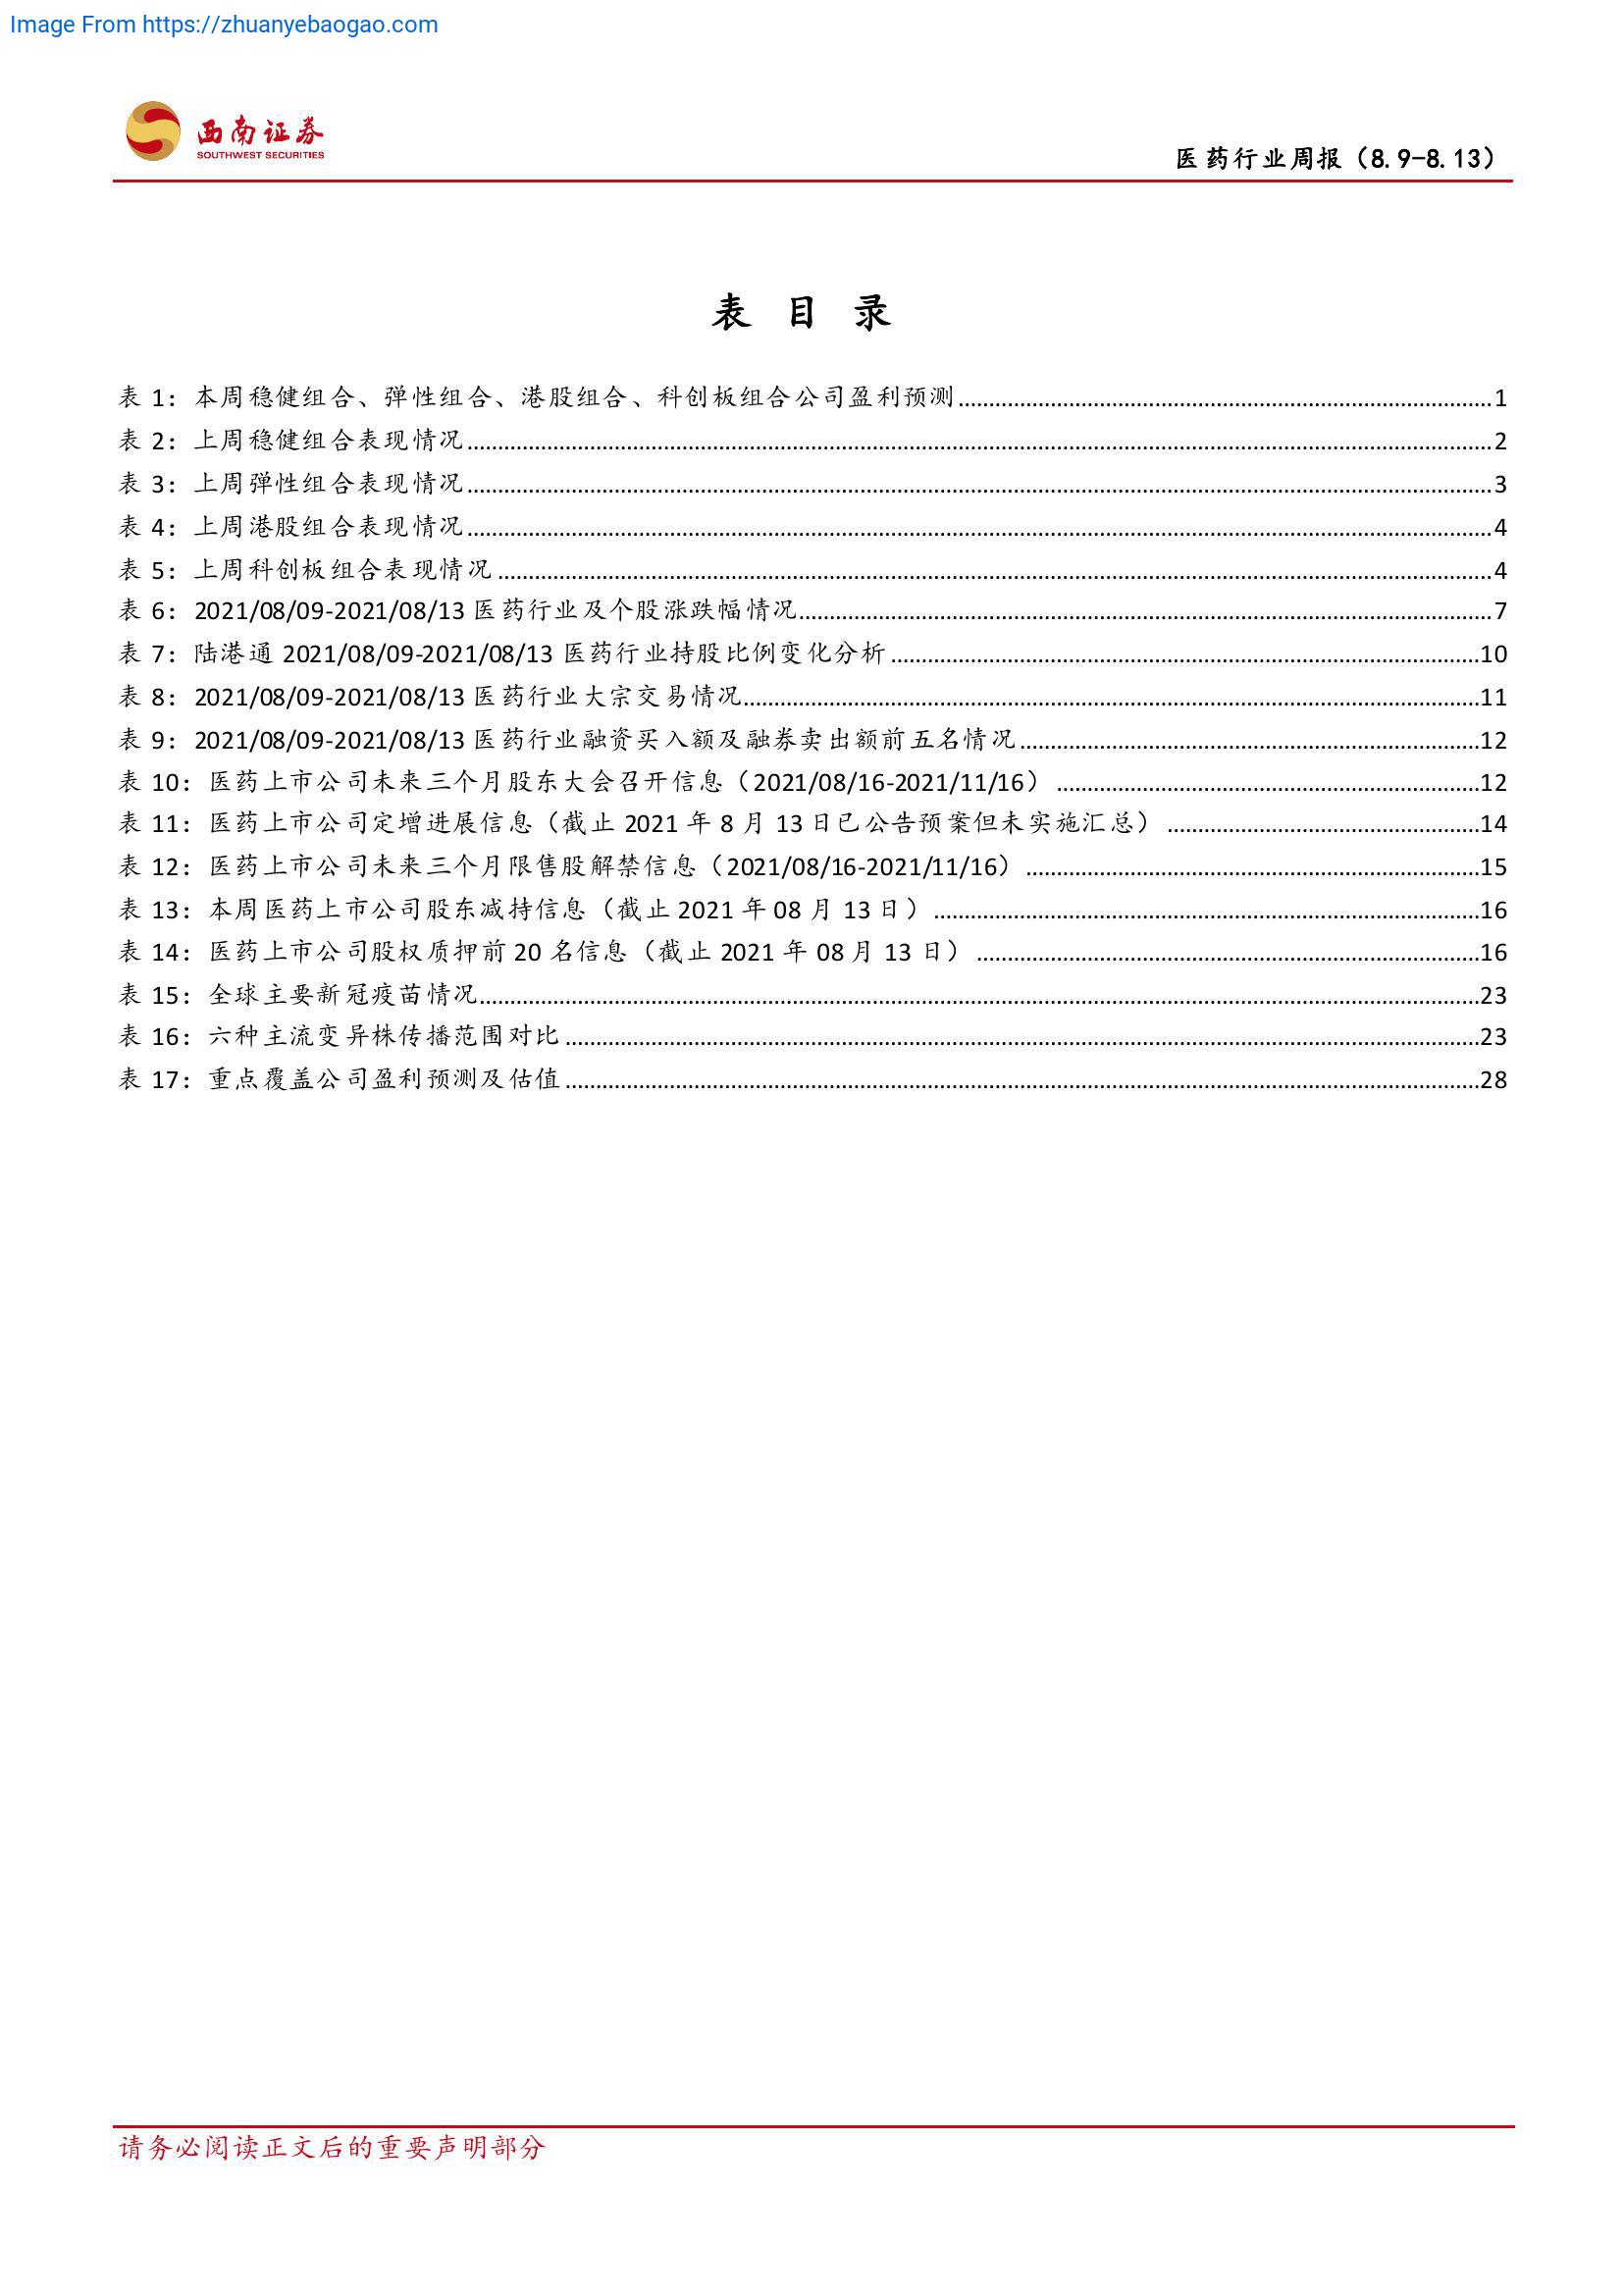 Image From https://zhuanyebaogao.com
西南证券
SOUTHWEST SECURITIES
医药行业周报（8.9-8.13）
表 目 录
表 1：本周稳健组合、弹性组合、港股组合、科创板组合公司盈利预测 1
表 2：上周稳健组合表现情况 2
表 3：上周弹性组合表现情况 3
表 4：上周港股组合表现情况 4
表 5：上周科创板组合表现情况 4
表 6：2021/08/09-2021/08/13 医药行业及个股涨跌幅情况 7
表 7：陆港通 2021/08/09-2021/08/13 医药行业持股比例变化分析 10
表 8：2021/08/09-2021/08/13 医药行业大宗交易情况 11
表 9：2021/08/09-2021/08/13 医药行业融资买入额及融券卖出额前五名情况 12
表 10：医药上市公司未来三个月股东大会召开信息（2021/08/16-2021/11/16） 12
表 11：医药上市公司定增进展信息（截止 2021 年 8 月 13 日已公告预案但未实施汇总） 14
表 12：医药上市公司未来三个月限售股解禁信息（2021/08/16-2021/11/16） 15
表 13：本周医药上市公司股东减持信息（截止 2021 年 08 月 13 日） 16
表 14：医药上市公司股权质押前 20 名信息（截止 2021 年 08 月 13 日） 16
表 15：全球主要新冠疫苗情况 23
表 16：六种主流变异株传播范围对比 23
表 17：重点覆盖公司盈利预测及估值 28
请务必阅读正文后的重要声明部分